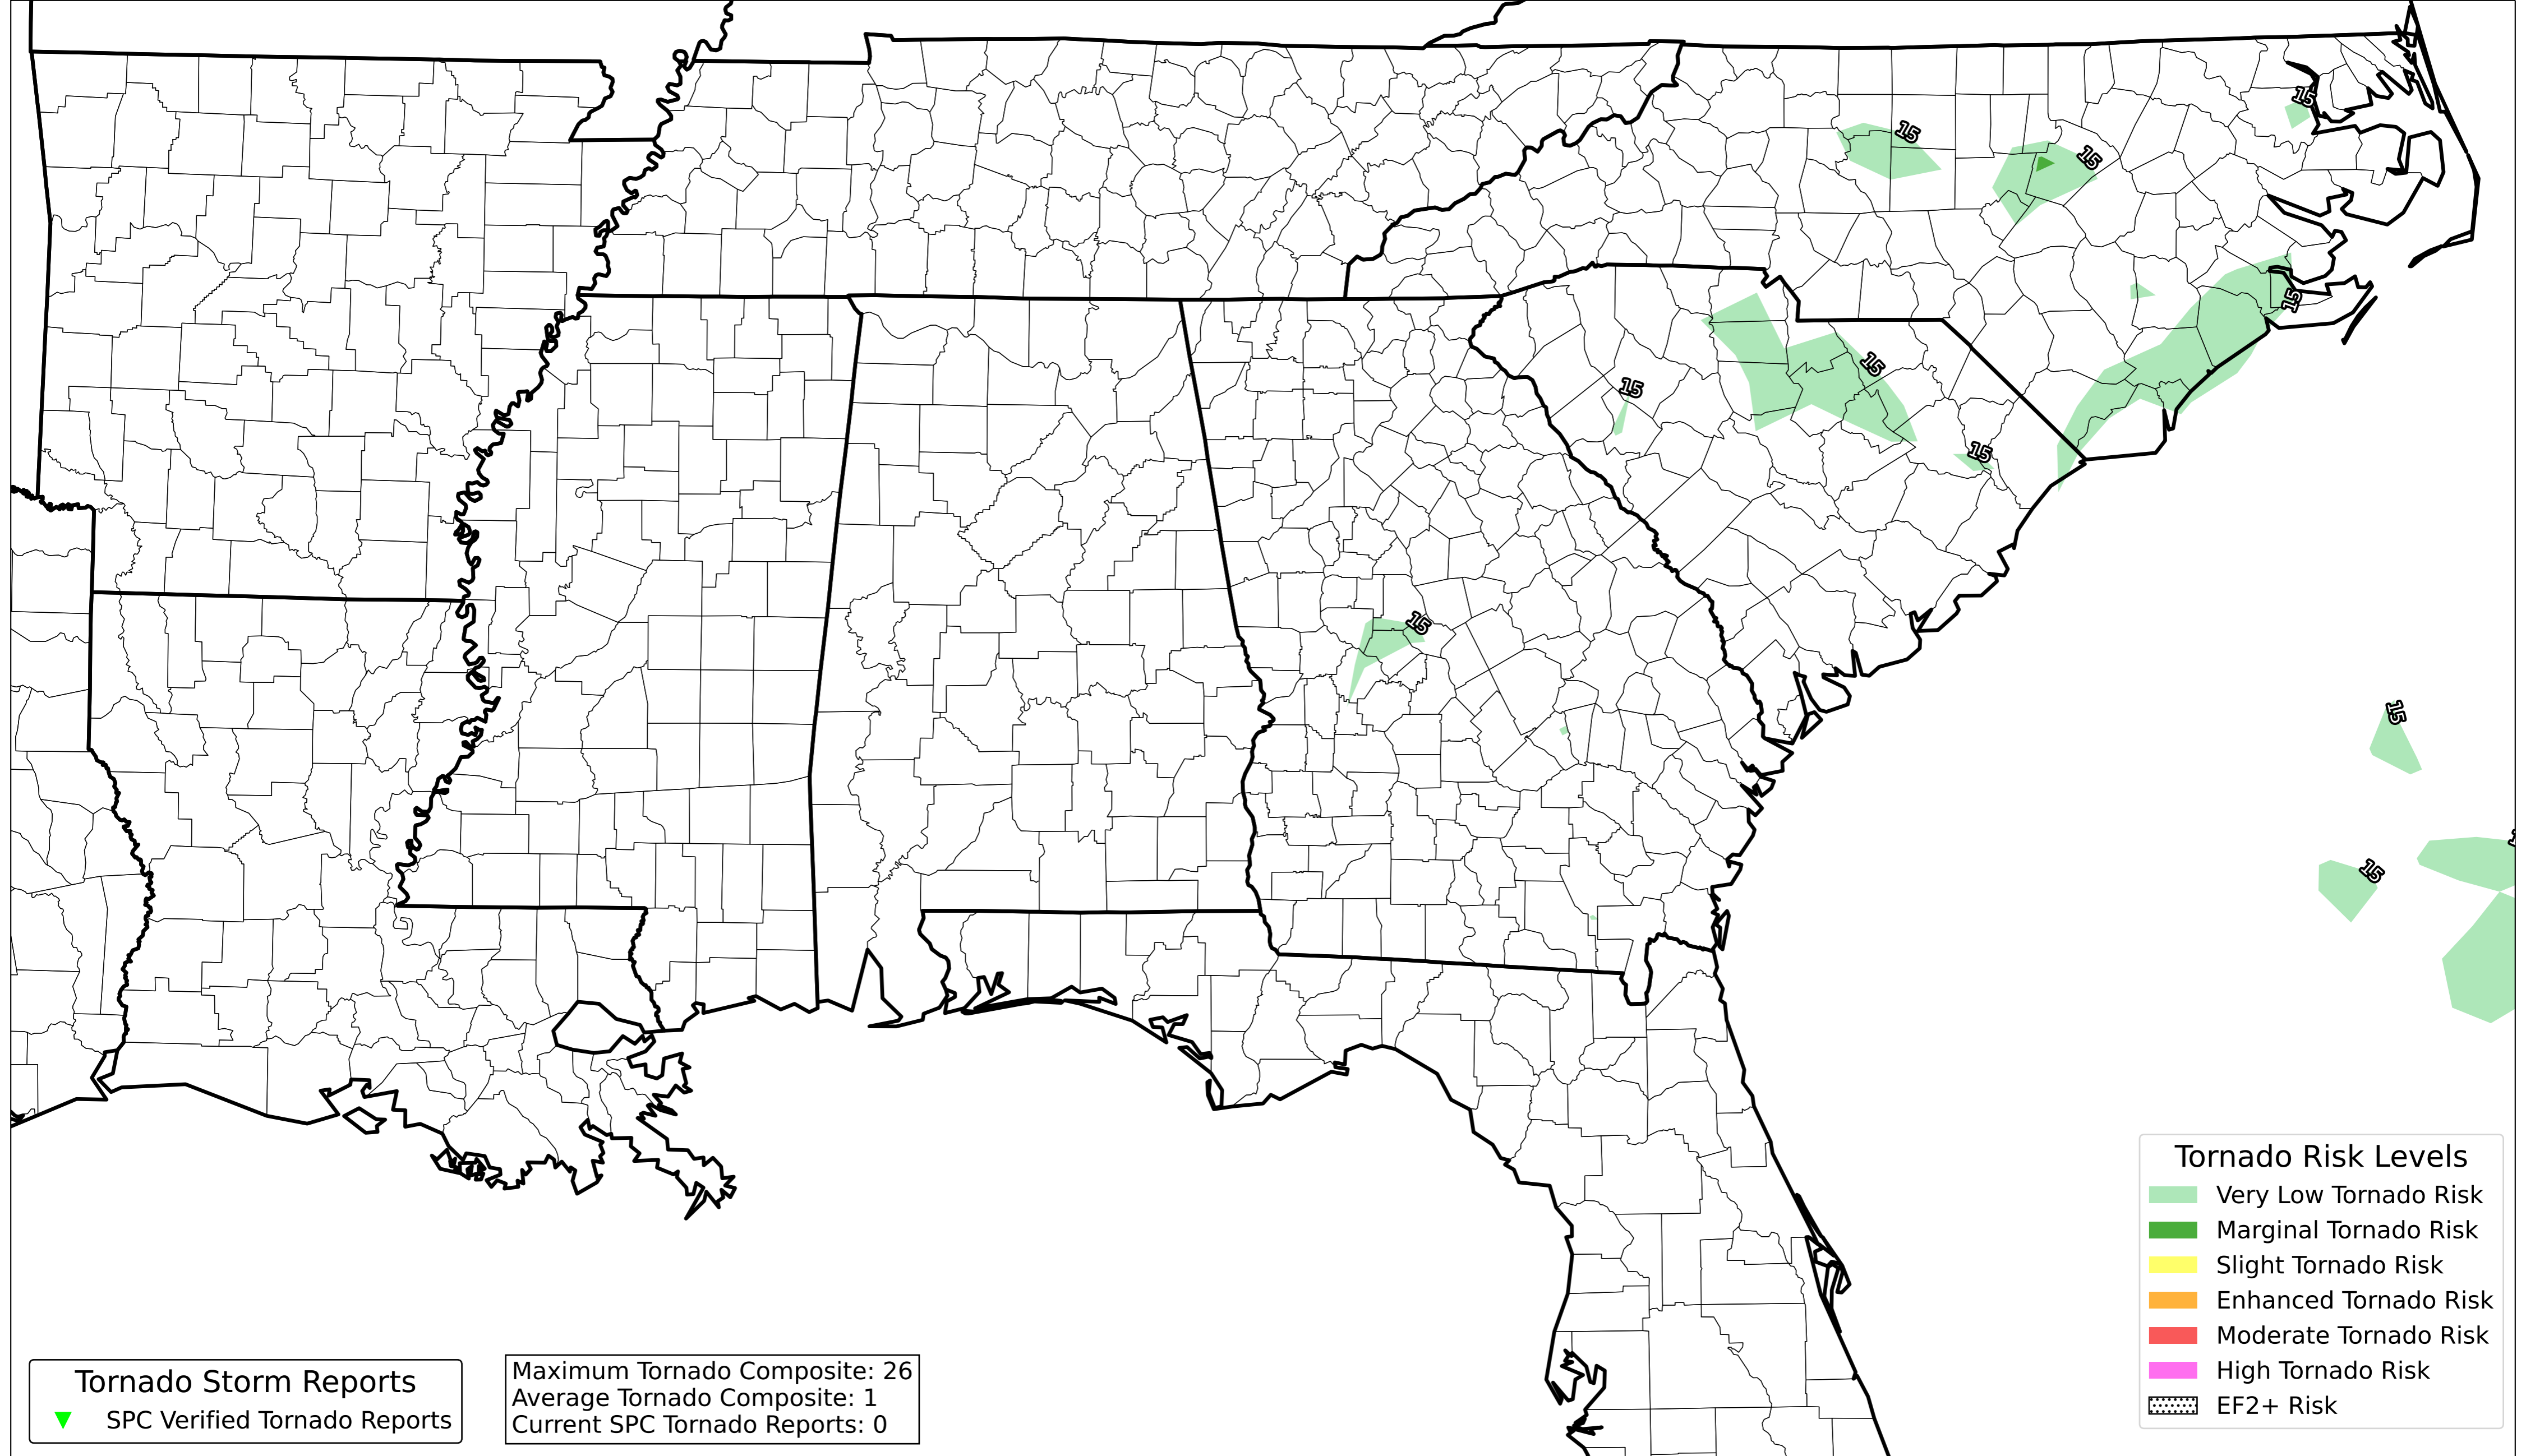 15
15
15
15
15
15
15
15
15
15
Tornado Risk Levels
Very Low Tornado Risk
Marginal Tornado Risk
Slight Tornado Risk
Enhanced Tornado Risk
Moderate Tornado Risk
High Tornado Risk
EF2+ Risk
Tornado Storm Reports
SPC Verified Tornado Reports
Maximum Tornado Composite: 26
Average Tornado Composite: 1
Current SPC Tornado Reports: 0